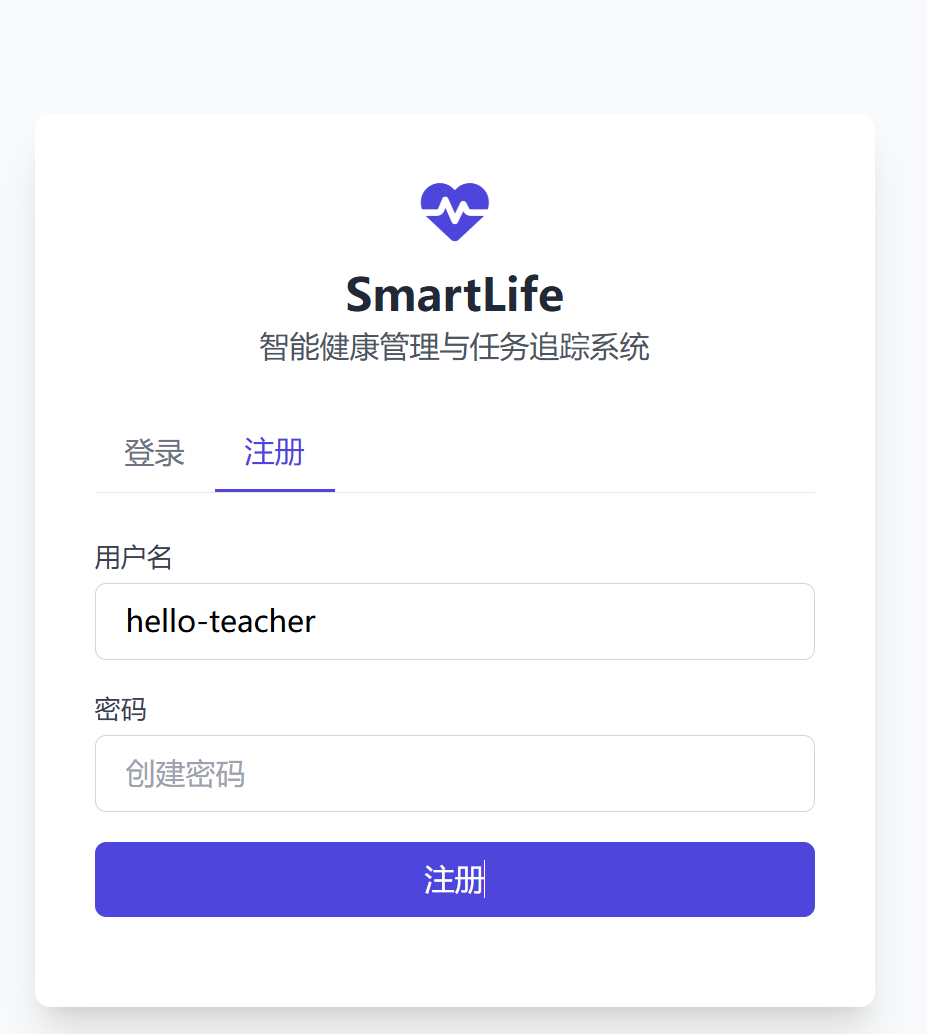 SmartLife
智能健康管理与任务追踪系统
登录 注册
用户名
hello-teacher
密码
创建密码
注册